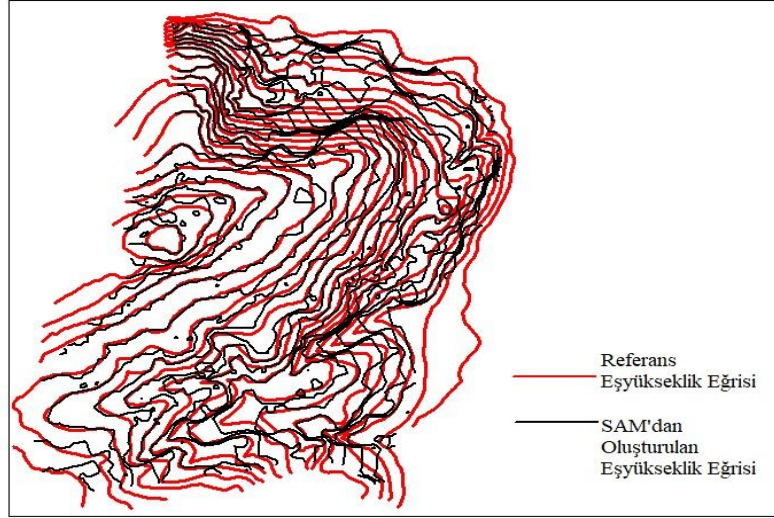 Referans
Eşyükseklik Eğrisi
SAM'dan
Oluşturulan
Eşyükseklik Eğrisi